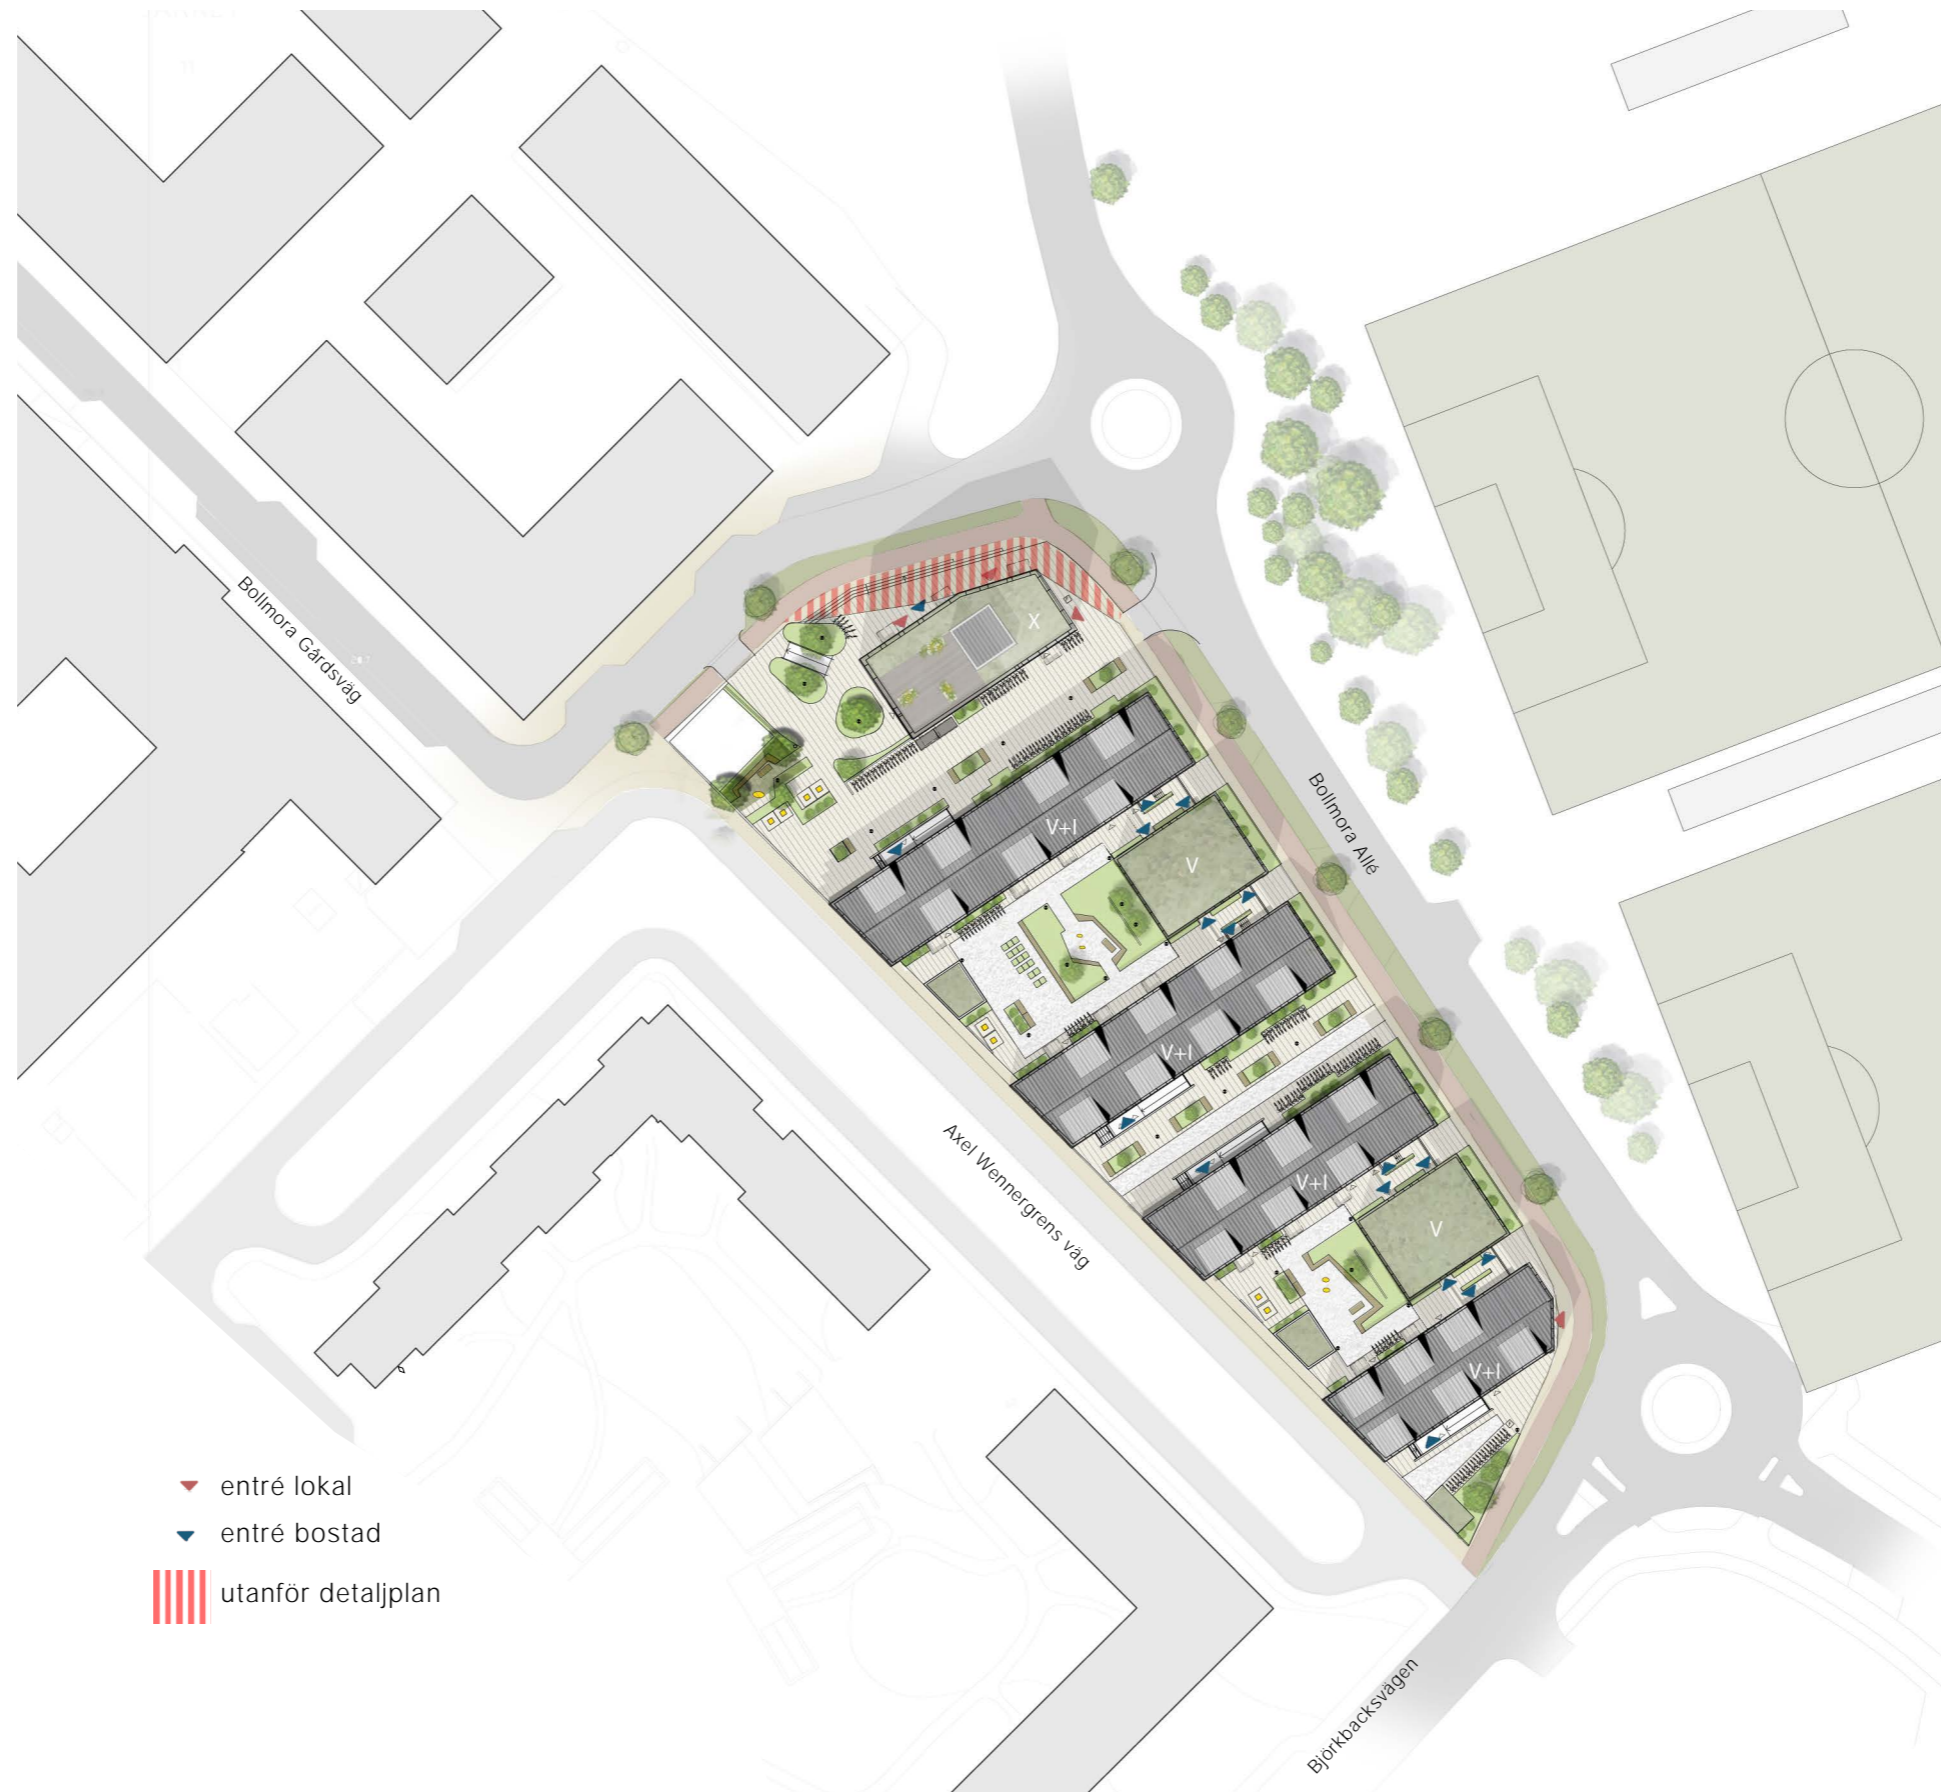 X
Bollmora Gårdsväg
V+I
V
Bollmora Allé
V+I
Axel Wennergrens väg
V+I
V
V+I
entré lokal
entré bostad
utanför detaljplan
Björkbacksvägen